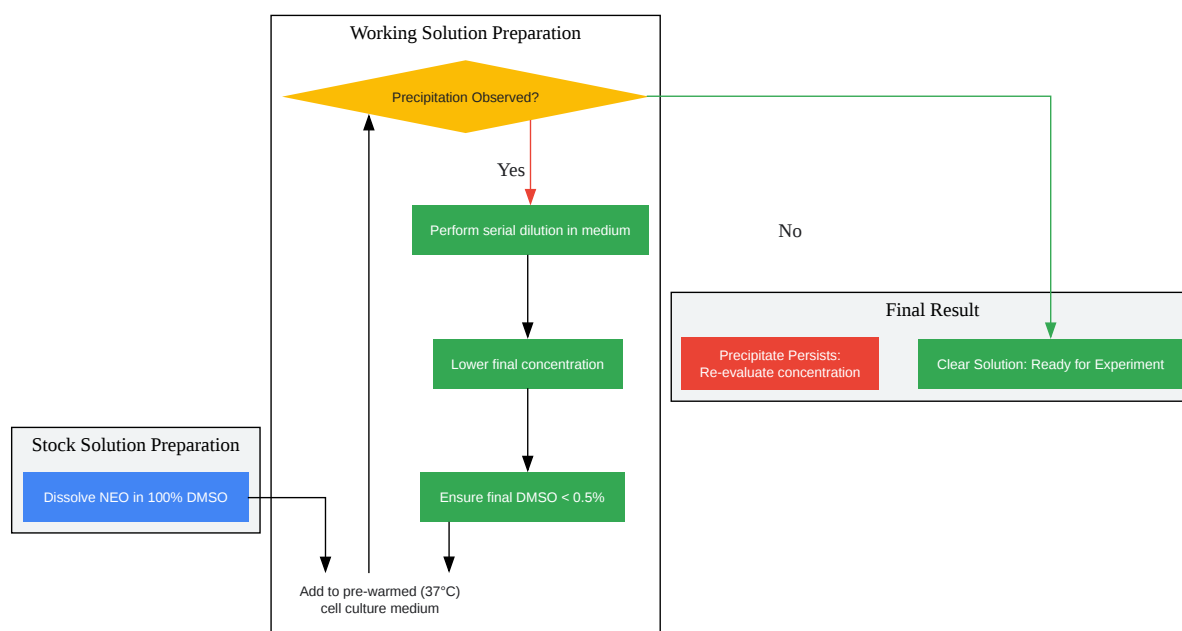 Working Solution Preparation
Precipitation Observed?
Yes
Perform serial dilution in medium
No
Final Result
Precipitate Persists:
Re-evaluate concentration
Clear Solution: Ready for Experiment
Lower final concentration
Stock Solution Preparation
Dissolve NEO in 100% DMSO
Ensure final DMSO < 0.5%
Add to pre-warmed (37°C)
cell culture medium